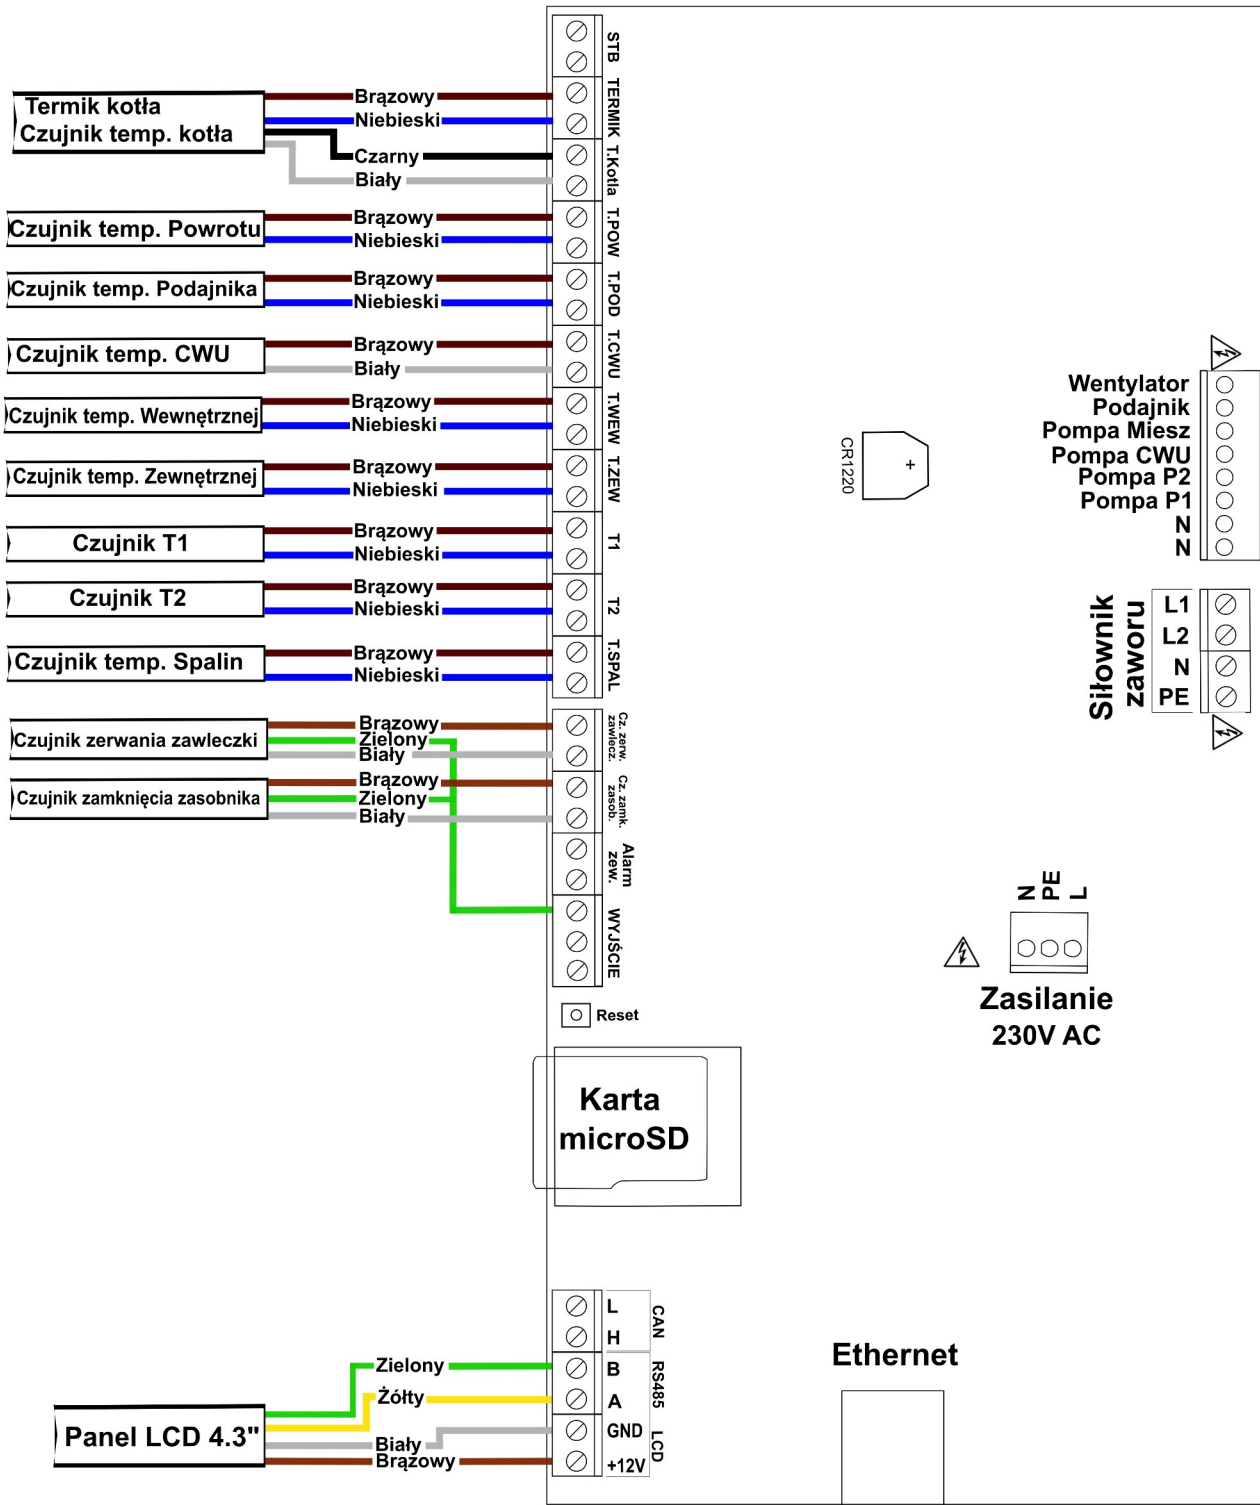 STB
Termik kotła
Czujnik temp. kotła
Brązowy
Niebieski
Czarny
Biały
TERMIK
T.Kotla
Czujnik temp. Powrotu
Brązowy
Niebieski
T.POW
Czujnik temp. Podajnika
Brązowy
Niebieski
T.POD
Czujnik temp. CWU
Brązowy
Biały
T.CWU
Czujnik temp. Wewnętrznej
Brązowy
Niebieski
T.WEW
Czujnik temp. Zewnętrznej
Brązowy
Niebieski
T.ZEW
Czujnik T1
Brązowy
Niebieski
T1
Czujnik T2
Brązowy
Niebieski
T2
Czujnik temp. Spalin
Brązowy
Niebieski
T.SPAL
Czujnik zerwania zawleczki
Brązowy
Zielony
Biały
Cz. zerw.
zawlecz.
Czujnik zamknięcia zasobnika
Brązowy
Zielony
Biały
Cz. zamk.
zasob.
Alarm
zew.
WYJŚCIE
Reset
Karta
microSD
CR1220
+
Wentylator
Podajnik
Pompa Miesz
Pompa CWU
Pompa P2
Pompa P1
N
N
Siłownik
zaworu
L1
L2
N
PE
N
PE
L
Zasilanie
230V AC
Panel LCD 4.3"
Zielony
Żółty
Biały
Brązowy
L
H
CAN
B
A
RS485
GND
+12V
LCD
Ethernet